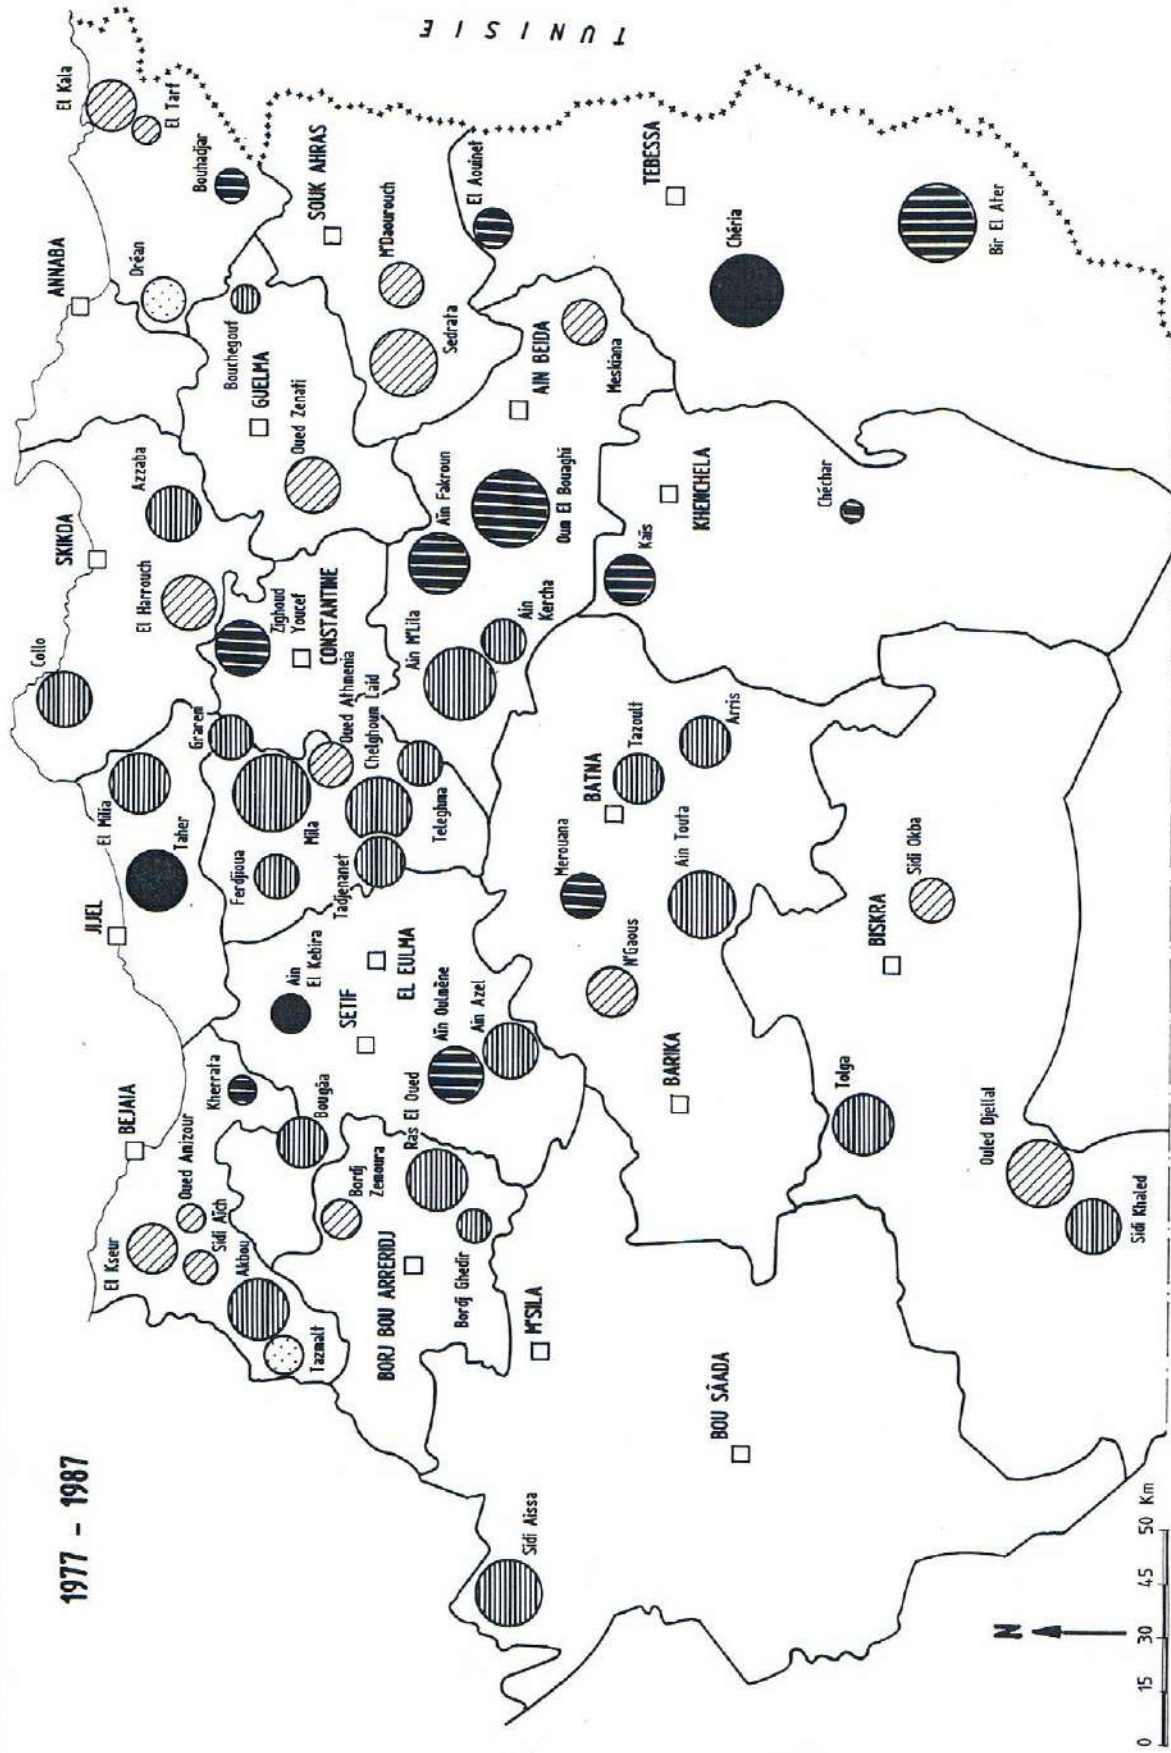 1977 - 1987
TUNISIE
El Kala
El Tarf
Bouhadjar
ANNABA
Dréan
Bouchegouf
GUELMA
Oued Zenati
SOUK AHRAS
M'Daourouch
Sedrata
El Aouinet
TEBESSA
Chéria
Bir El Ater
AIN BEIDA
Meskiana
SKIKDA
Azzaba
El Harrouch
Collo
Zighoud
Youcef
CONSTANTINE
Aïn Fakroun
Oum El Bouaghi
Ain M'Lila
Ain
Kercha
Kaïs
KHENCHELA
Chéchar
El Milia
Taher
JIJEL
Grarem
Oued Athmenia
Chelghoum Laid
Mila
Ferdjioua
Tadjenanet
Teleghma
Ain
El Kebira
SETIF
EL EULMA
Aïn Oulmène
Aïn Azel
BEJAIA
Kherrata
Bougâa
Oued Amizour
Sidi Aïch
El Kseur
Akbou
Tazmalt
Bordj
Zemoura
Ras El Oued
BORJ BOU ARRERIDJ
Bordj Ghedir
M'SILA
BOU SÂADA
Sidi Aissa
BATNA
Tazoult
Arris
Merouana
Ain Touta
N'Gaous
BARIKA
BISKRA
Sidi Okba
Tolga
Ouled Djellal
Sidi Khaled
N
0 15 30 45 50 Km